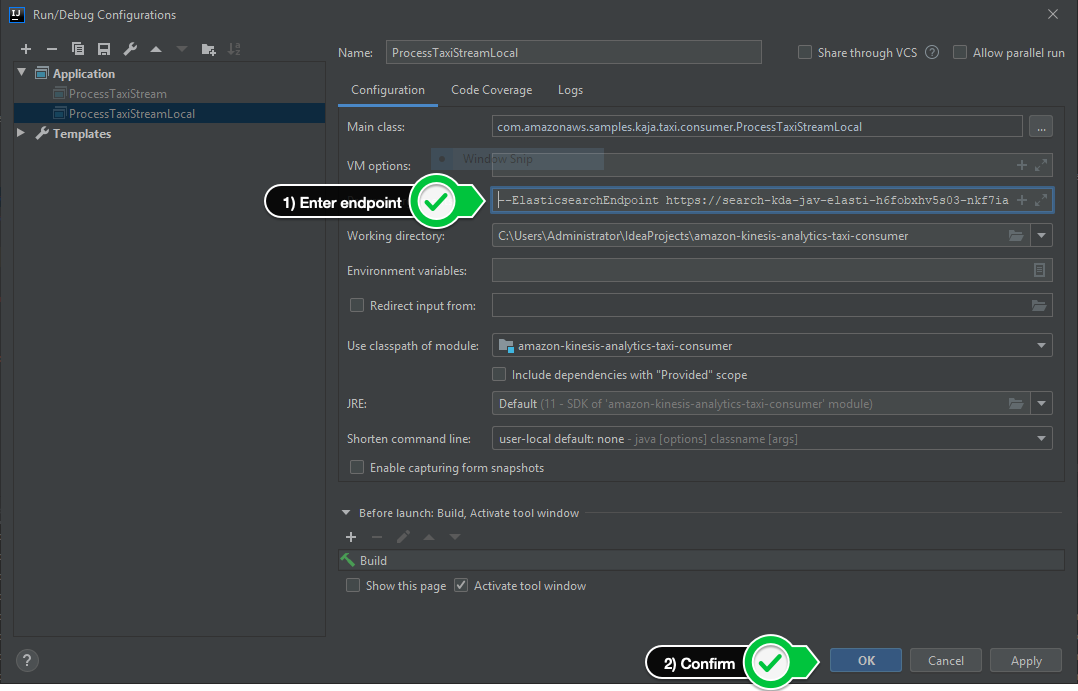 IJ Run/Debug Configurations
Name: ProcessTaxiStreamLocal Share through VCS ? Allow parallel run
Application
ProcessTaxiStream
ProcessTaxiStreamLocal
Templates
Configuration Code Coverage Logs
Main class: com.amazonaws.samples.kaja.taxi.consumer.ProcessTaxiStreamLocal ...
Window Snip
VM options:
1) Enter endpoint
--ElasticsearchEndpoint https://search-kda-jav-elasti-h6fobxhv5s03-nkf7ia
Working directory: C:\Users\Administrator\IdeaProjects\amazon-kinesis-analytics-taxi-consumer
Environment variables:
Redirect input from:
Use classpath of module: amazon-kinesis-analytics-taxi-consumer
Include dependencies with "Provided" scope
JRE: Default (11 - SDK of 'amazon-kinesis-analytics-taxi-consumer' module)
Shorten command line: user-local default: none - java [options] classname [args]
Enable capturing form snapshots
Before launch: Build, Activate tool window
Build
Show this page Activate tool window
?
2) Confirm
OK Cancel Apply